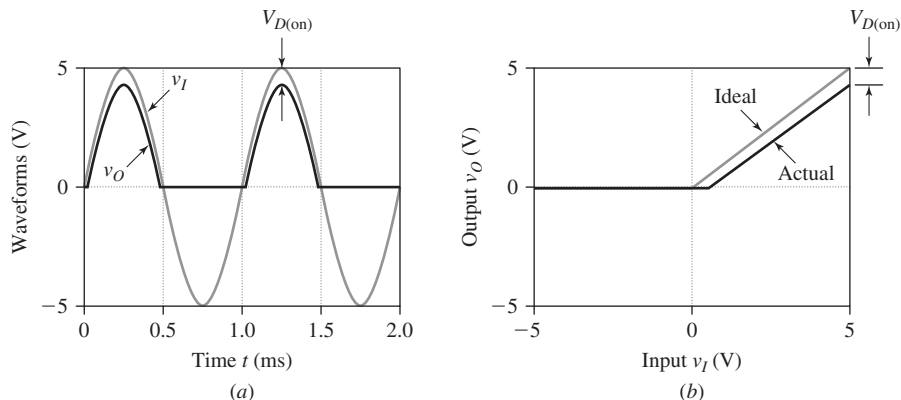 V_D(on)
5
v_I
v_O
0
−5
Waveforms (V)
0
0.5
1.0
1.5
2.0
Time t (ms)
(a)
V_D(on)
5
Ideal
Actual
0
−5
Output v_O (V)
−5
0
5
Input v_I (V)
(b)